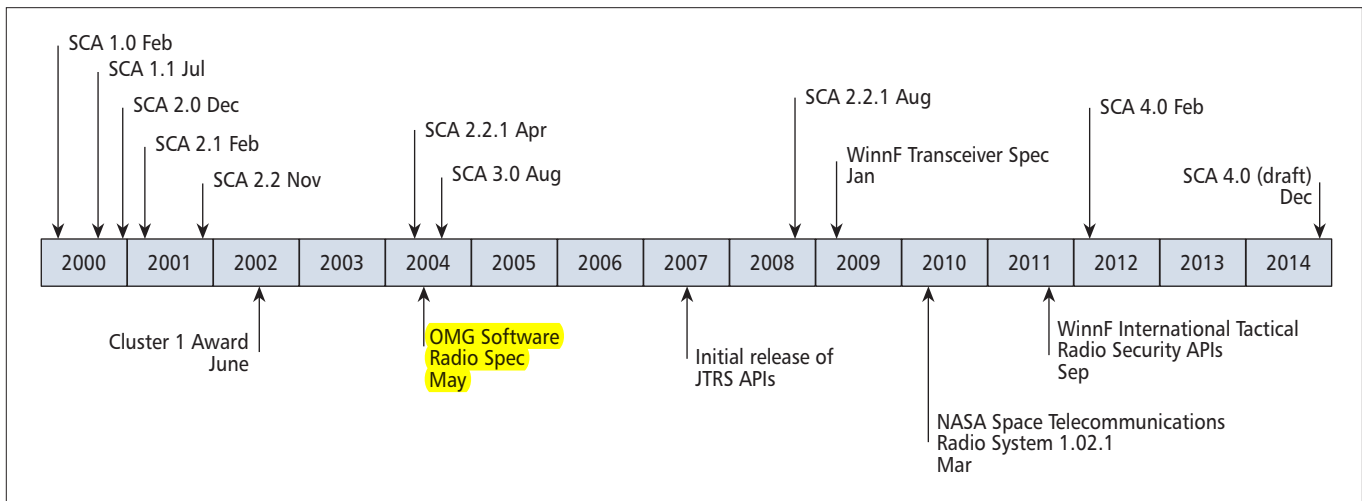 SCA 1.0 Feb
SCA 1.1 Jul
SCA 2.0 Dec
SCA 2.1 Feb
SCA 2.2 Nov
SCA 2.2.1 Apr
SCA 3.0 Aug
SCA 2.2.1 Aug
WinnF Transceiver Spec
Jan
SCA 4.0 Feb
SCA 4.0 (draft)
Dec
2000 2001 2002 2003 2004 2005 2006 2007 2008 2009 2010 2011 2012 2013 2014
Cluster 1 Award
June
OMG Software
Radio Spec
May
Initial release of
JTRS APIs
NASA Space Telecommunications
Radio System 1.02.1
Mar
WinnF International Tactical
Radio Security APIs
Sep